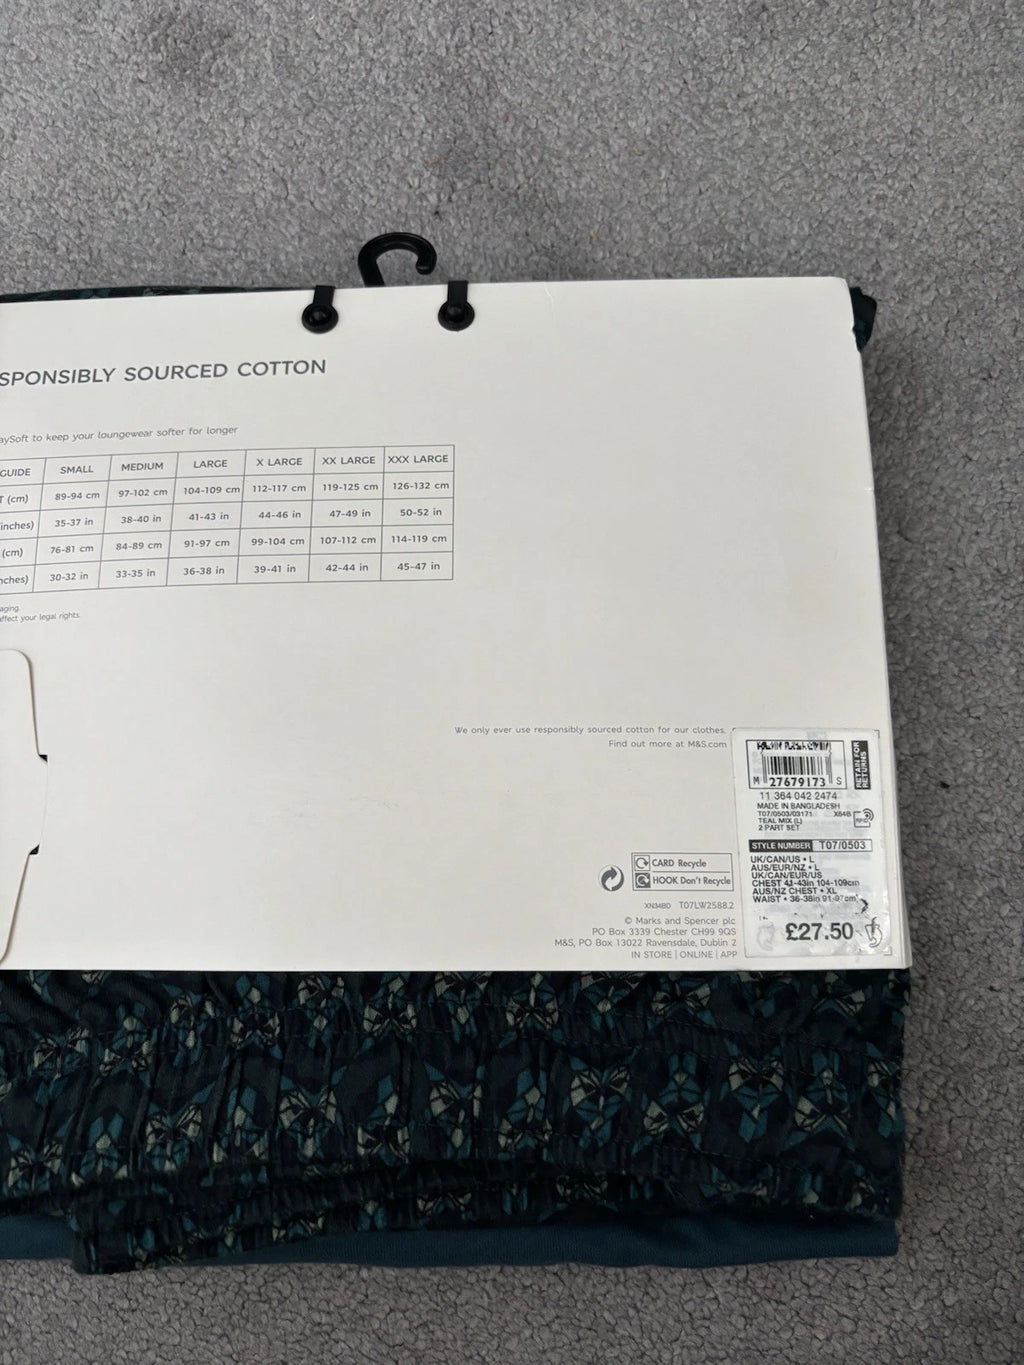 SPONSIBLY SOURCED COTTON
aySoft to keep your loungewear softer for longer
GUIDE SMALL MEDIUM LARGE X LARGE XX LARGE XXX LARGE
T (cm) 89-94 cm 97-102 cm 104-109 cm 112-117 cm 119-125 cm 126-132 cm
inches) 35-37 in 38-40 in 41-43 in 44-46 in 47-49 in 50-52 in
(cm) 76-81 cm 84-89 cm 91-97 cm 99-104 cm 107-112 cm 114-119 cm
nches) 30-32 in 33-35 in 36-38 in 39-41 in 42-44 in 45-47 in
aging.
ffect your legal rights.
We only ever use responsibly sourced cotton for our clothes.
Find out more at M&S.com
RETAIN FOR
RETURNS
M 27679173 S
11 364 042 2474
MADE IN BANGLADESH
T07/0503/03171 X64B
TEAL MIX (L)
2 PART SET
RFID
STYLE NUMBER T07/0503
UK/CAN/US • L
AUS/EUR/NZ • L
UK/CAN/EUR/US
CHEST 41-43in 104-109cm
AUS/NZ CHEST • XL
WAIST • 36-38in 91-97cm
£27.50
CARD Recycle
HOOK Don't Recycle
XN34BD T07LW2588.2
© Marks and Spencer plc
PO Box 3339 Chester CH99 9QS
M&S, PO Box 13022 Ravensdale, Dublin 2
IN STORE | ONLINE | APP